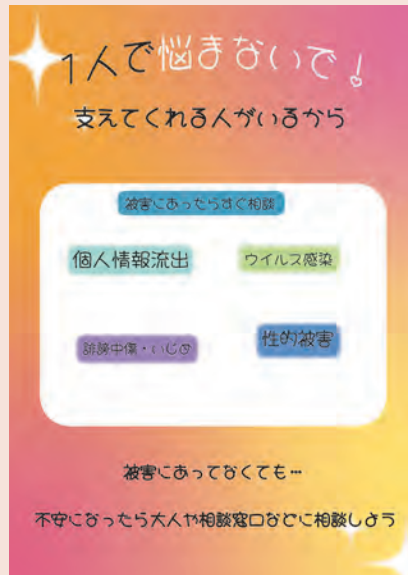 1人で悩まないで！
支えてくれる人がいるから
被害にあったらすぐ相談
個人情報流出
ウイルス感染
誹謗中傷・いじめ
性的被害
被害にあってなくても…
不安になったら大人や相談窓口などに相談しよう